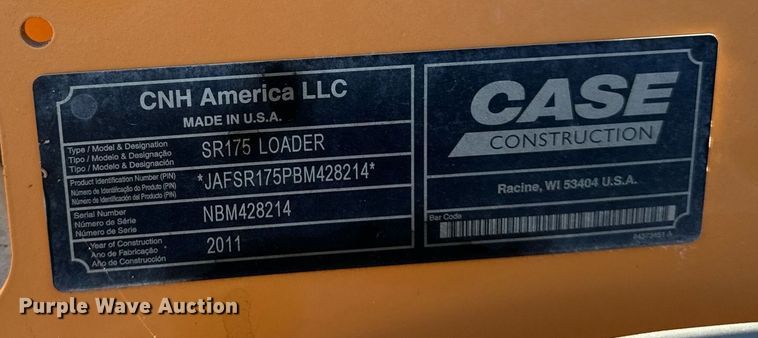 CNH America LLC
MADE IN U.S.A.
Type / Model & Designation
Tipo / Modelo & Designação
Tipo / Modelo & Designación
SR175 LOADER
Product Identification Number (PIN)
Número de Identificação do Produto (PIN)
Número de Identificación del Producto (PIN)
*JAFSR175PBM428214*
Serial Number
Número de Série
Número de Serie
NBM428214
Year of Construction
Ano de Fabricação
Año de Construcción
2011
CASE
CONSTRUCTION
Racine, WI 53404 U.S.A.
Bar Code
84373451 A
Purple Wave Auction